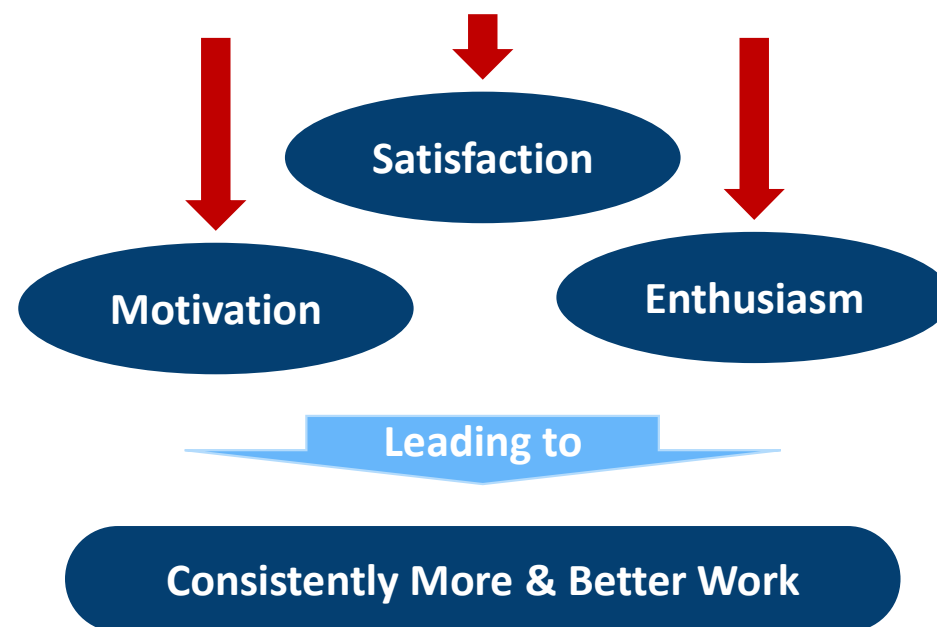 Satisfaction
Motivation
Enthusiasm
Leading to
Consistently More & Better Work